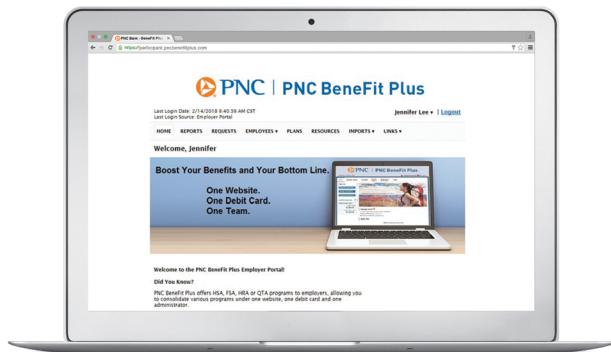 PNC Bank - BeneFit Plus
https://participant.pncbenefitplus.com
PNC | PNC BeneFit Plus
Last Login Date: 2/14/2018 8:40:39 AM CST
Last Login Source: Employer Portal
Jennifer Lee ▾ | Logout
HOME REPORTS REQUESTS EMPLOYEES ▾ PLANS RESOURCES IMPORTS ▾ LINKS ▾
Welcome, Jennifer
Boost Your Benefits and Your Bottom Line.
One Website.
One Debit Card.
One Team.
PNC | PNC BeneFit Plus
Welcome to the PNC BeneFit Plus Employer Portal!
Did You Know?
PNC BeneFit Plus offers HSA, FSA, HRA or QTA programs to employers, allowing you
to consolidate various programs under one website, one debit card and one
administrator.